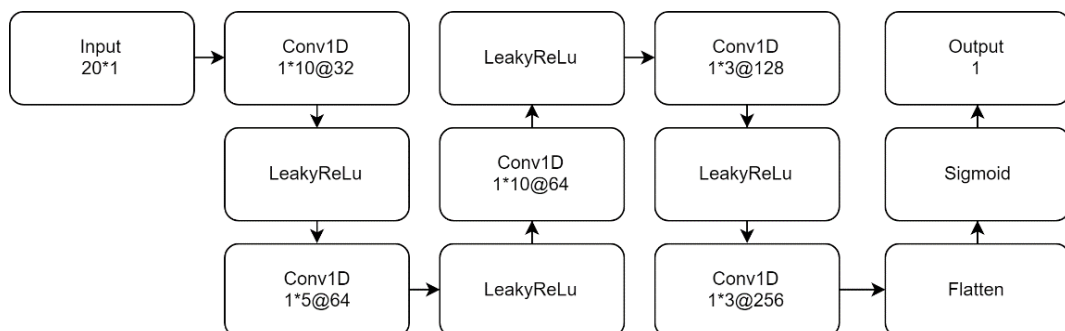 Input
20*1
Conv1D
1*10@32
LeakyReLu
Conv1D
1*5@64
LeakyReLu
Conv1D
1*10@64
LeakyReLu
Conv1D
1*3@128
LeakyReLu
Conv1D
1*3@256
Flatten
Sigmoid
Output
1